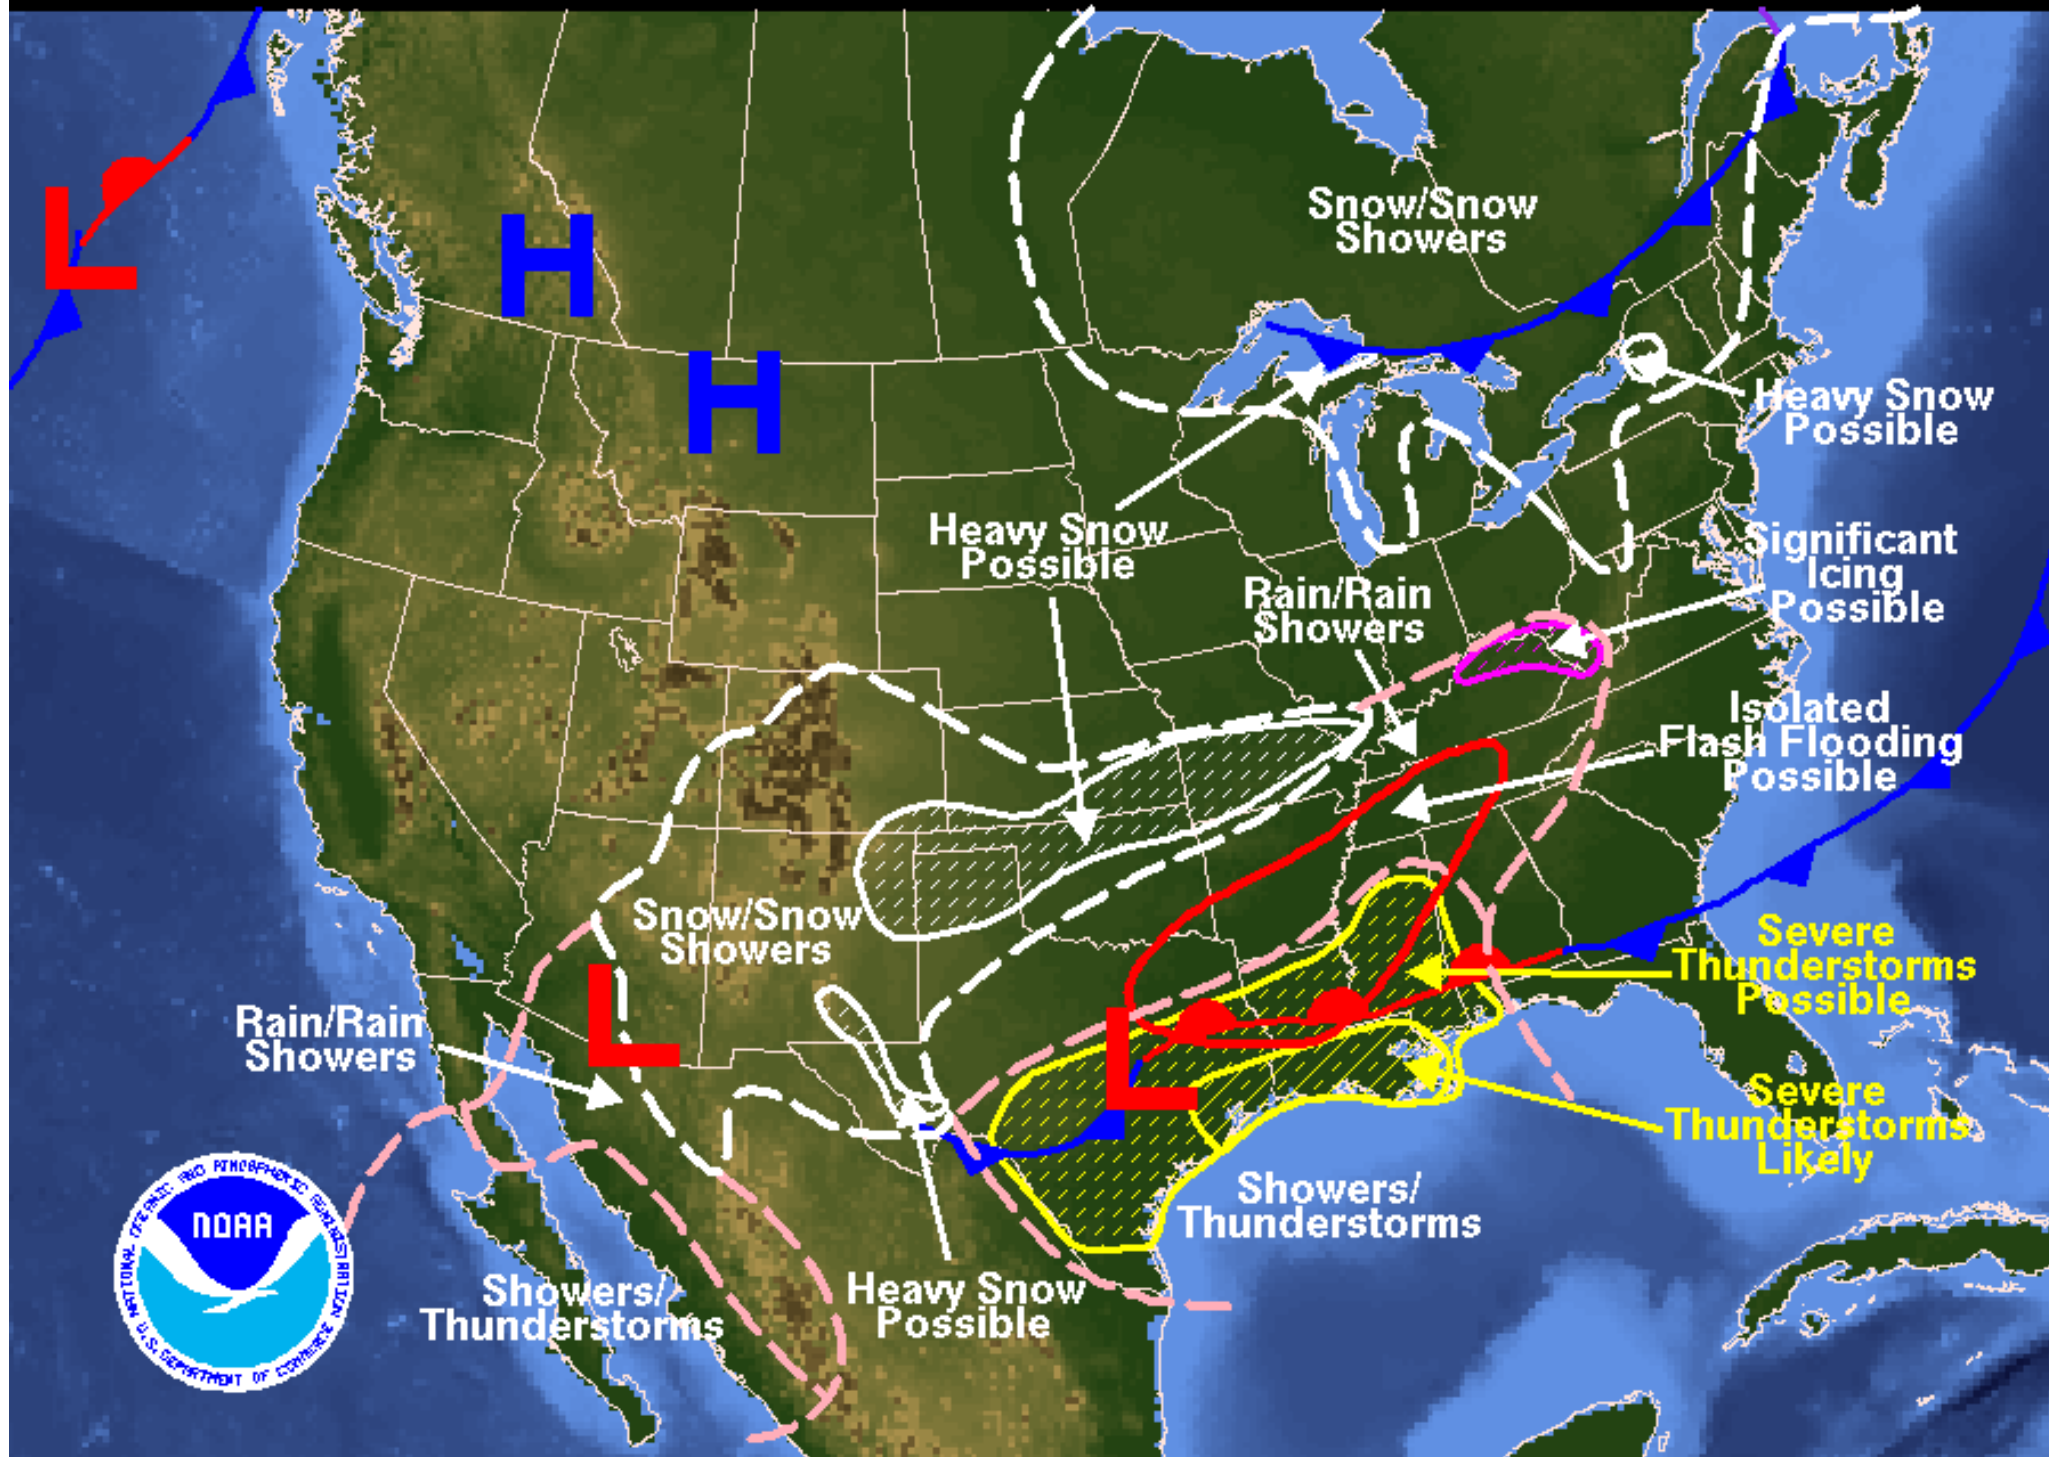 Snow/Snow
Showers
Heavy Snow
Possible
H
L
H
Heavy Snow
Possible
Significant
Icing
Possible
Rain/Rain
Showers
Isolated
Flash Flooding
Possible
Snow/Snow
Showers
Severe
Thunderstorms
Possible
L
Rain/Rain
Showers
L
Severe
Thunderstorms
Likely
Showers/
Thunderstorms
Heavy Snow
Possible
Showers/
Thunderstorms
NATIONAL OCEANIC AND ATMOSPHERIC ADMINISTRATION
NOAA
U.S. DEPARTMENT OF COMMERCE